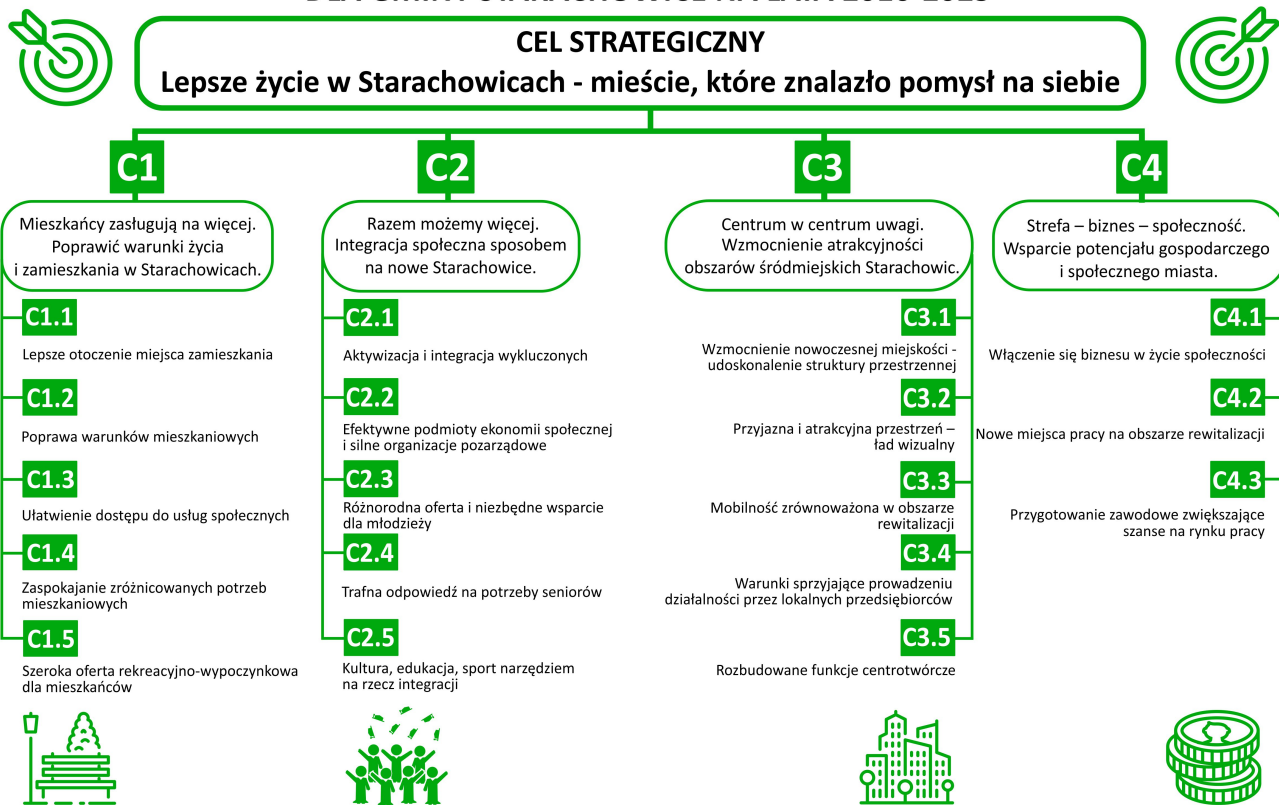 DLA GMINY STARACHOWICE NA LATA 2016-2023
CEL STRATEGICZNY
Lepsze życie w Starachowicach - mieście, które znalazło pomysł na siebie
C1
Mieszkańcy zasługują na więcej.
Poprawić warunki życia
i zamieszkania w Starachowicach.
C1.1
Lepsze otoczenie miejsca zamieszkania
C1.2
Poprawa warunków mieszkaniowych
C1.3
Ułatwienie dostępu do usług społecznych
C1.4
Zaspokajanie zróżnicowanych potrzeb
mieszkaniowych
C1.5
Szeroka oferta rekreacyjno-wypoczynkowa
dla mieszkańców
C2
Razem możemy więcej.
Integracja społeczna sposobem
na nowe Starachowice.
C2.1
Aktywizacja i integracja wykluczonych
C2.2
Efektywne podmioty ekonomii społecznej
i silne organizacje pozarządowe
C2.3
Różnorodna oferta i niezbędne wsparcie
dla młodzieży
C2.4
Trafna odpowiedź na potrzeby seniorów
C2.5
Kultura, edukacja, sport narzędziem
na rzecz integracji
C3
Centrum w centrum uwagi.
Wzmocnienie atrakcyjności
obszarów śródmiejskich Starachowic.
C3.1
Wzmocnienie nowoczesnej miejskości -
udoskonalenie struktury przestrzennej
C3.2
Przyjazna i atrakcyjna przestrzeń –
ład wizualny
C3.3
Mobilność zrównoważona w obszarze
rewitalizacji
C3.4
Warunki sprzyjające prowadzeniu
działalności przez lokalnych przedsiębiorców
C3.5
Rozbudowane funkcje centrotwórcze
C4
Strefa – biznes – społeczność.
Wsparcie potencjału gospodarczego
i społecznego miasta.
C4.1
Włączenie się biznesu w życie społeczności
C4.2
Nowe miejsca pracy na obszarze rewitalizacji
C4.3
Przygotowanie zawodowe zwiększające
szanse na rynku pracy